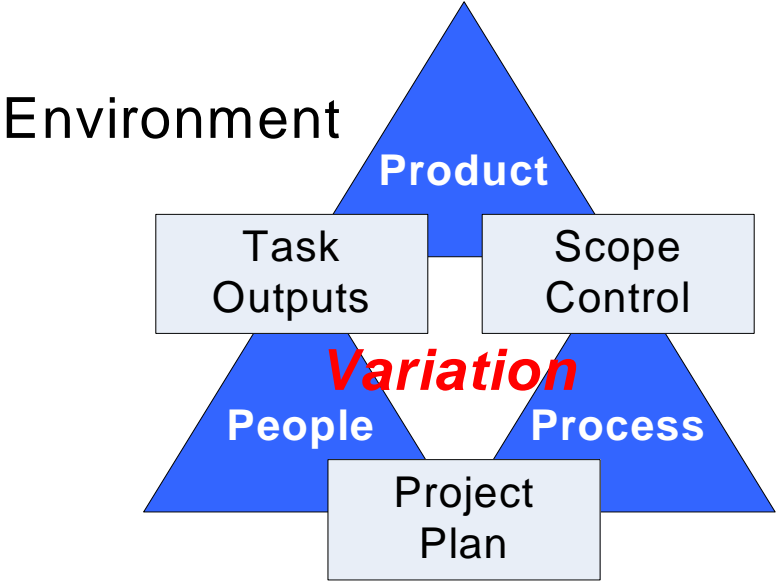 Environment
Product
Task
Outputs
Scope
Control
Variation
People
Process
Project
Plan